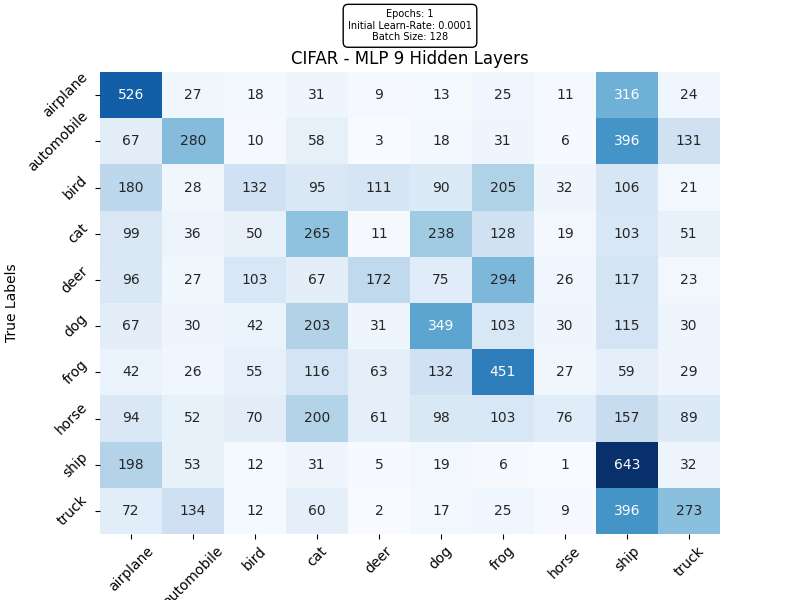 Epochs: 1
Initial Learn-Rate: 0.0001
Batch Size: 128
CIFAR - MLP 9 Hidden Layers
True Labels
airplane 526 27 18 31 9 13 25 11 316 24
automobile 67 280 10 58 3 18 31 6 396 131
bird 180 28 132 95 111 90 205 32 106 21
cat 99 36 50 265 11 238 128 19 103 51
deer 96 27 103 67 172 75 294 26 117 23
dog 67 30 42 203 31 349 103 30 115 30
frog 42 26 55 116 63 132 451 27 59 29
horse 94 52 70 200 61 98 103 76 157 89
ship 198 53 12 31 5 19 6 1 643 32
truck 72 134 12 60 2 17 25 9 396 273
airplane automobile bird cat deer dog frog horse ship truck